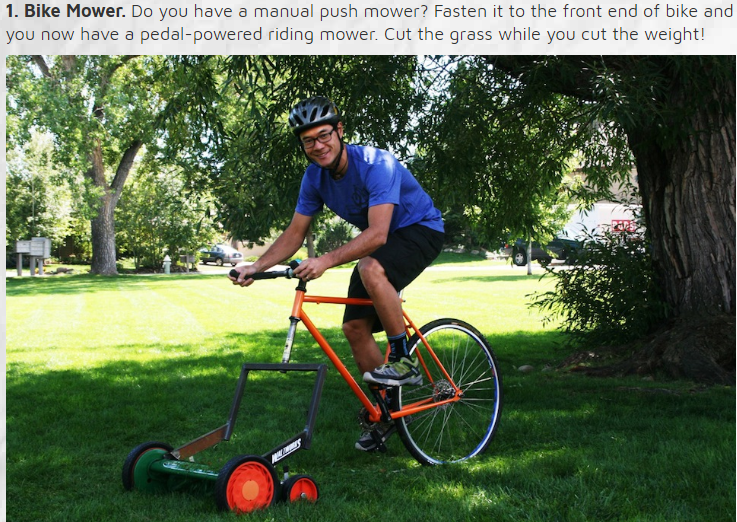 1. Bike Mower. Do you have a manual push mower? Fasten it to the front end of bike and
you now have a pedal-powered riding mower. Cut the grass while you cut the weight!